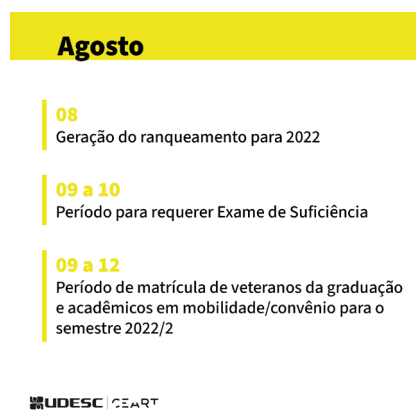 Agosto
08
Geração do ranqueamento para 2022
09 a 10
Período para requerer Exame de Suficiência
09 a 12
Período de matrícula de veteranos da graduação
e acadêmicos em mobilidade/convênio para o
semestre 2022/2
UDESC CEART